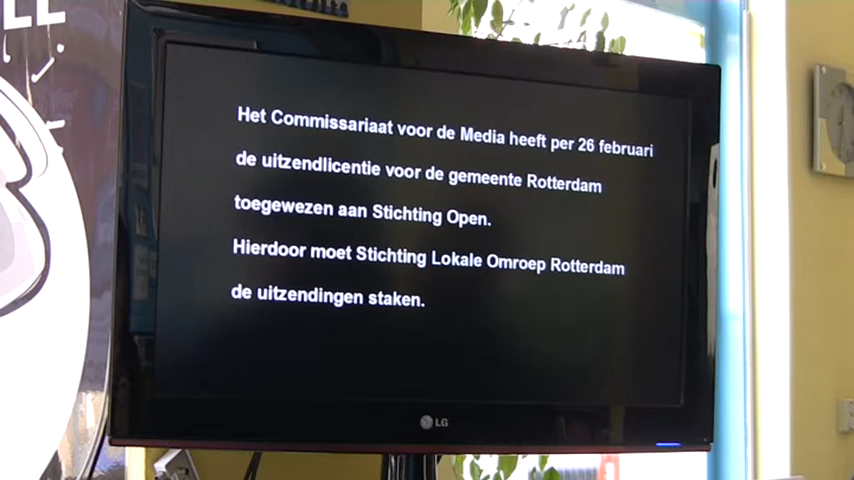 Het Commissariaat voor de Media heeft per 26 februari
de uitzendlicentie voor de gemeente Rotterdam
toegewezen aan Stichting Open.
Hierdoor moet Stichting Lokale Omroep Rotterdam
de uitzendingen staken.
LG